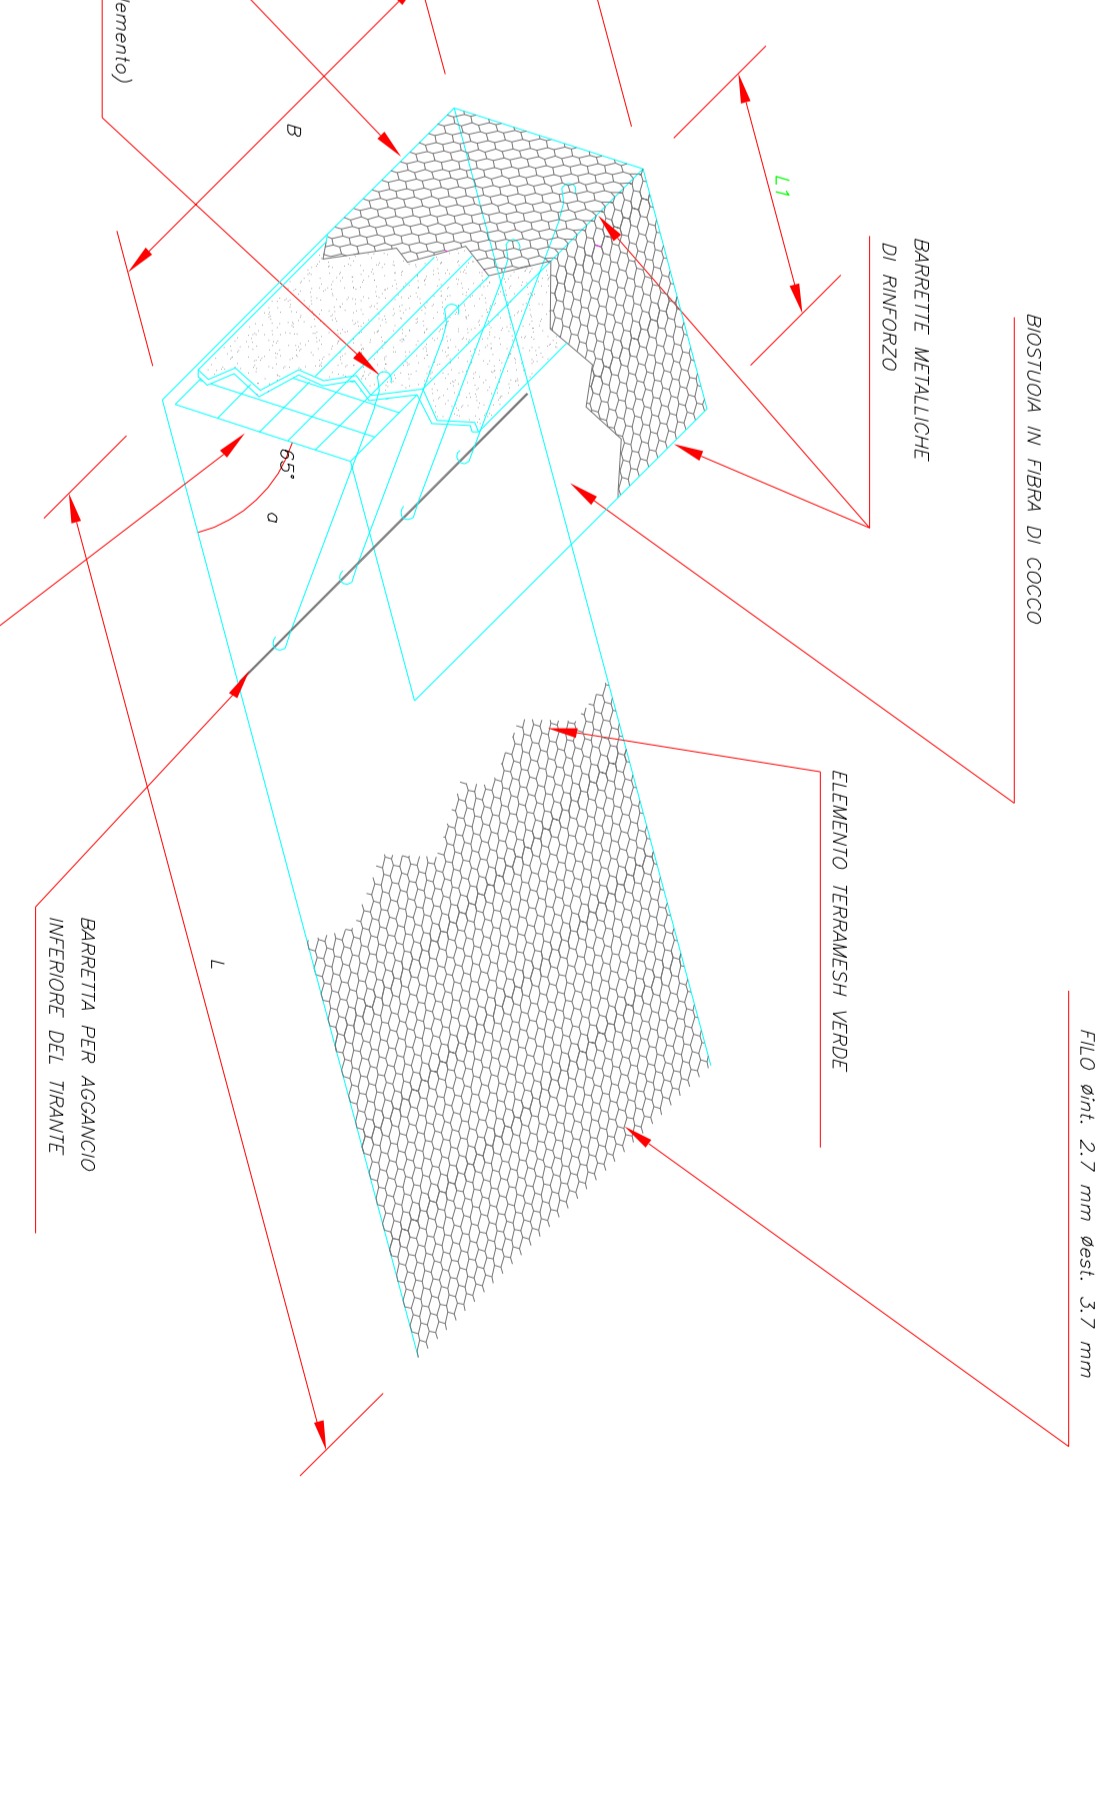 FILO øint. 2.7 mm øest. 3.7 mm
BIOSTUOIA IN FIBRA DI COCCO
BARRETTE METALLICHE
DI RINFORZO
L1
ELEMENTO TERRAMESH VERDE
B
65°
a
L
lemento)
BARRETTA PER AGGANCIO
INFERIORE DEL TIRANTE